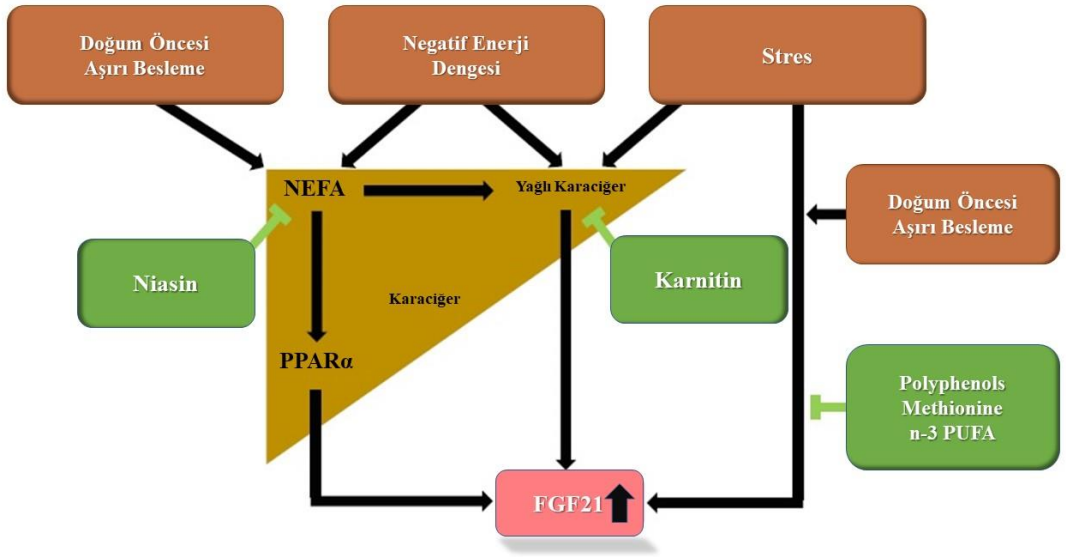 Doğum Öncesi
Aşırı Besleme
Negatif Enerji
Dengesi
Stres
NEFA
Yağlı Karaciğer
Doğum Öncesi
Aşırı Besleme
Niasin
Karnitin
Karaciğer
PPARα
Polyphenols
Methionine
n-3 PUFA
FGF21